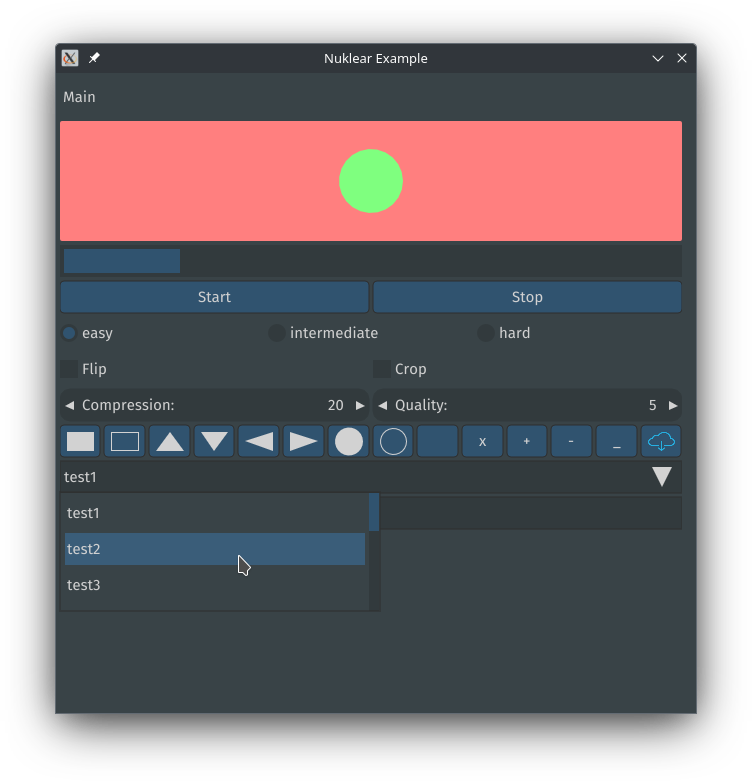 Nuklear Example
Main
Start Stop
easy intermediate hard
Flip Crop
Compression: 20 Quality: 5
x + - _
test1
test1
test2
test3